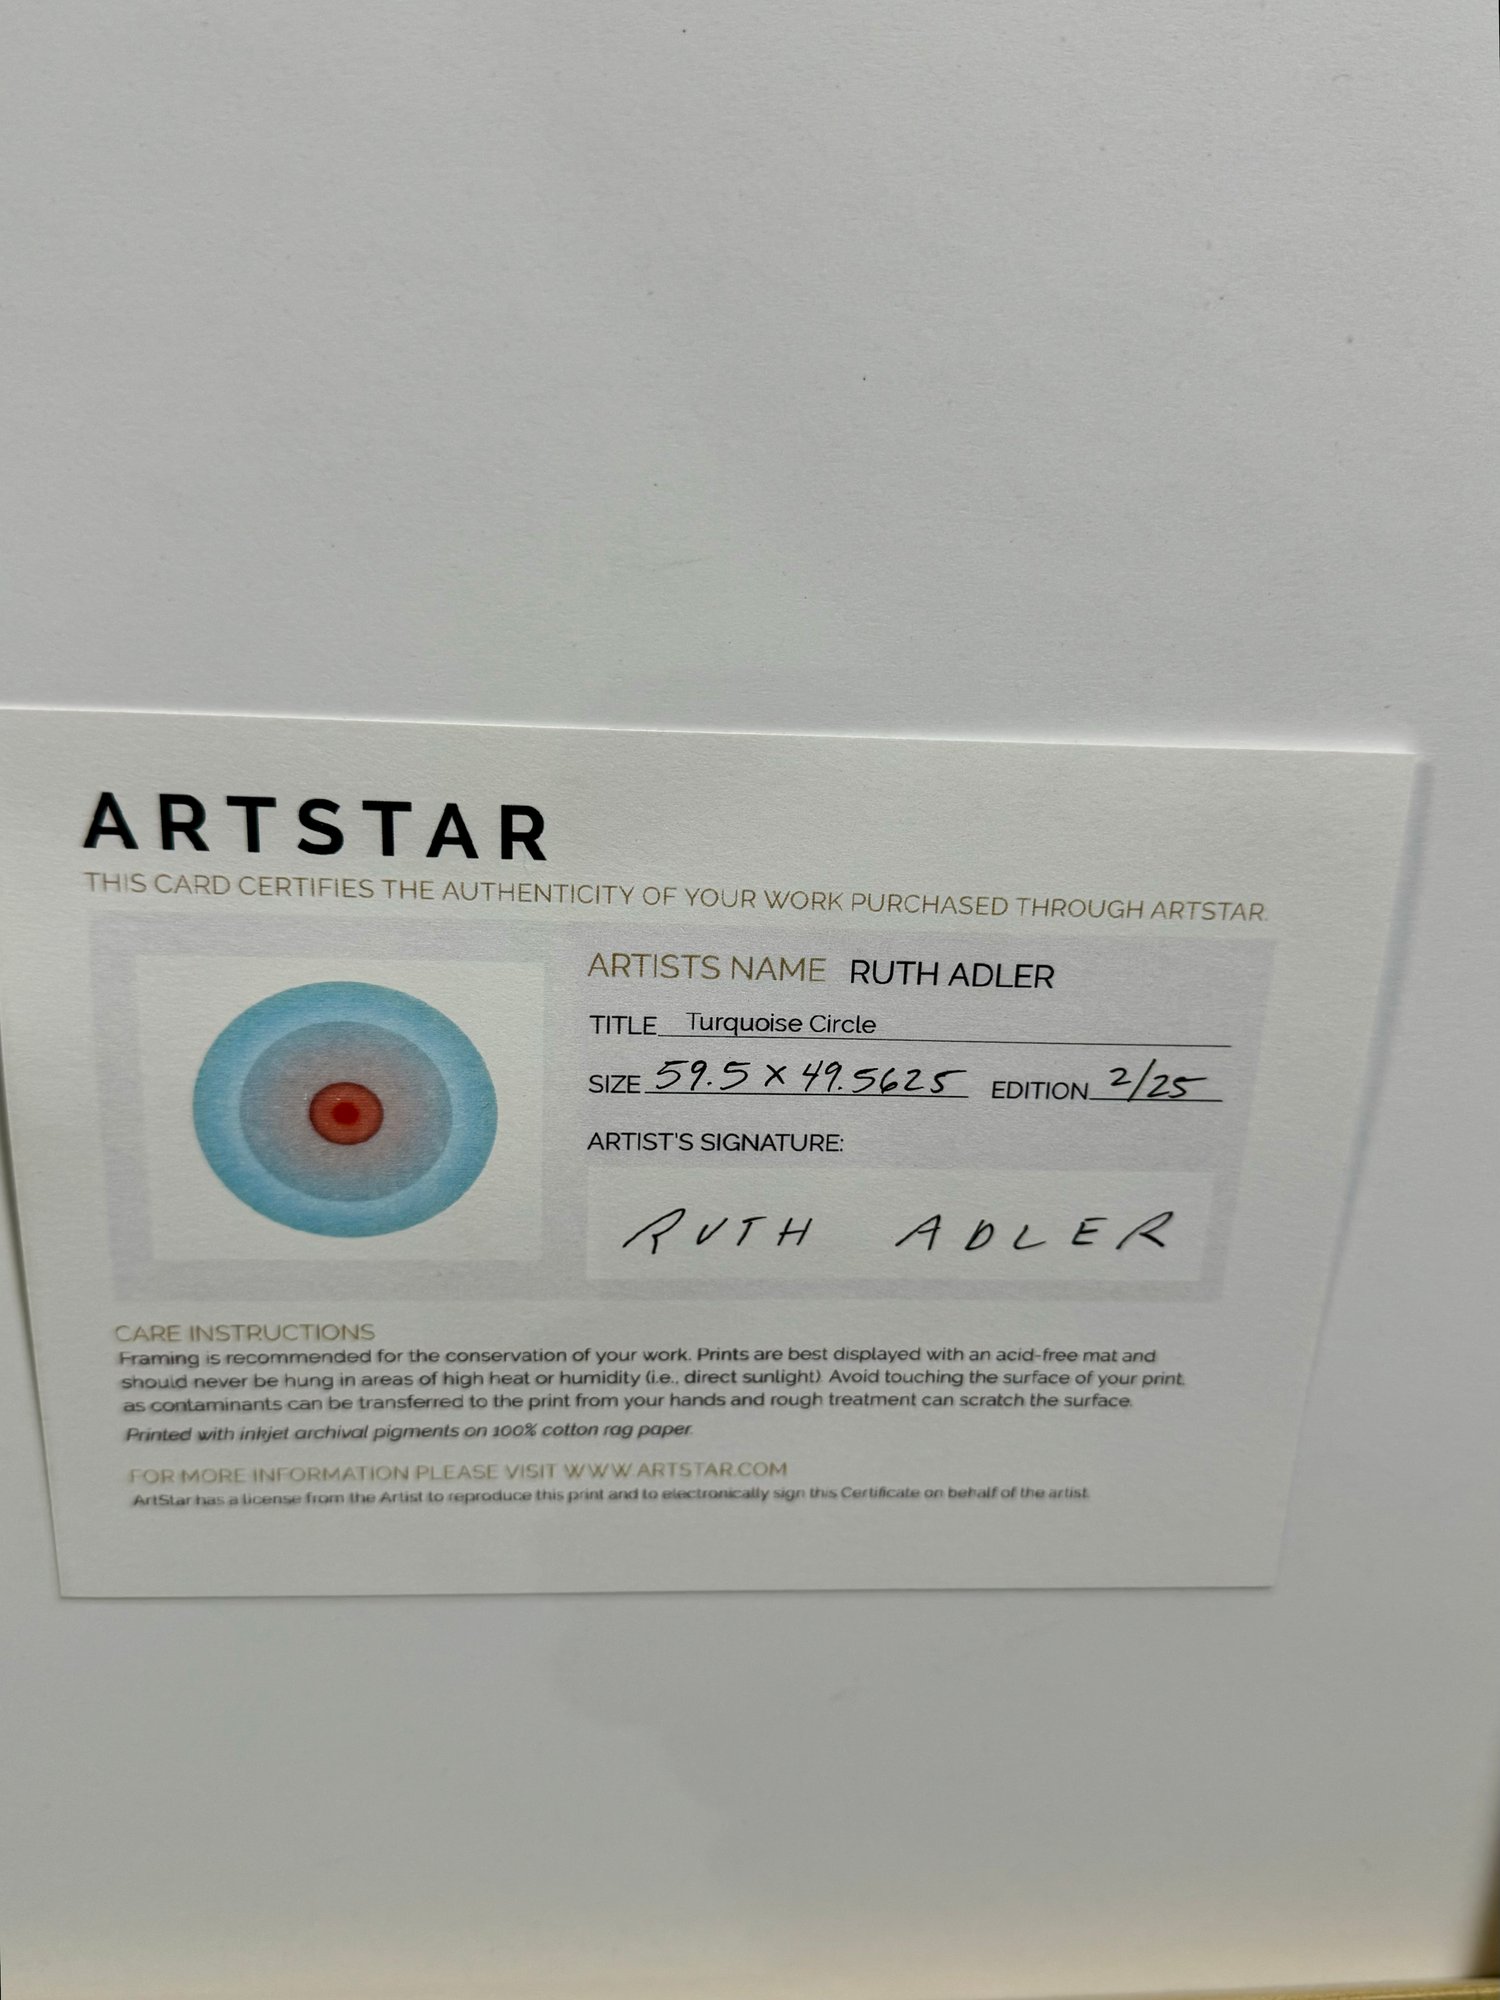 ARTSTAR
THIS CARD CERTIFIES THE AUTHENTICITY OF YOUR WORK PURCHASED THROUGH ARTSTAR.
ARTISTS NAME RUTH ADLER
TITLE Turquoise Circle
SIZE 59.5 X 49.5625 EDITION 2/25
ARTIST'S SIGNATURE:
RUTH ADLER
CARE INSTRUCTIONS
Framing is recommended for the conservation of your work. Prints are best displayed with an acid-free mat and
should never be hung in areas of high heat or humidity (i.e., direct sunlight). Avoid touching the surface of your print
as contaminants can be transferred to the print from your hands and rough treatment can scratch the surface.
Printed with inkjet archival pigments on 100% cotton rag paper.
FOR MORE INFORMATION PLEASE VISIT WWW.ARTSTAR.COM
ArtStar has a license from the Artist to reproduce this print and to electronically sign this Certificate on behalf of the artist.